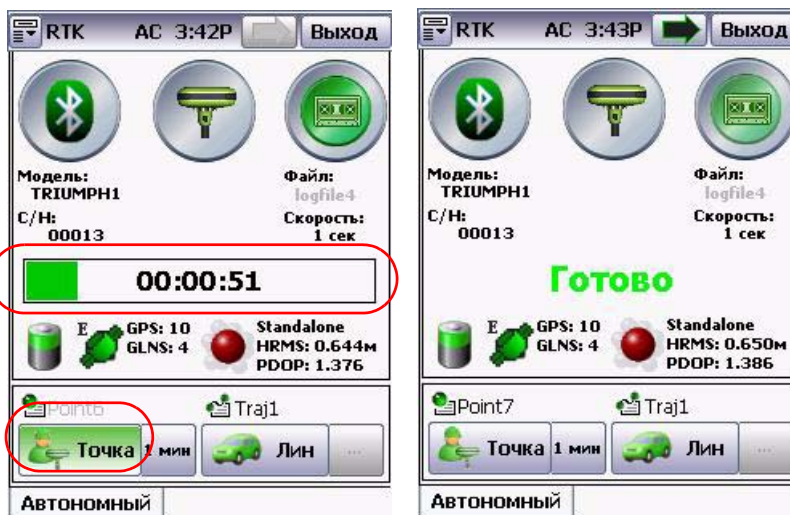 RTK AC 3:42P Выход
Модель:
TRIUMPH1
С/Н:
00013
Файл:
logfile4
Скорость:
1 сек
00:00:51
E GPS: 10
GLNS: 4
Standalone
HRMS: 0.644м
PDOP: 1.376
Point6 Traj1
Точка 1 мин Лин ...
Автономный
RTK AC 3:43P Выход
Модель:
TRIUMPH1
С/Н:
00013
Файл:
logfile4
Скорость:
1 сек
Готово
E GPS: 10
GLNS: 4
Standalone
HRMS: 0.650м
PDOP: 1.386
Point7 Traj1
Точка 1 мин Лин ...
Автономный